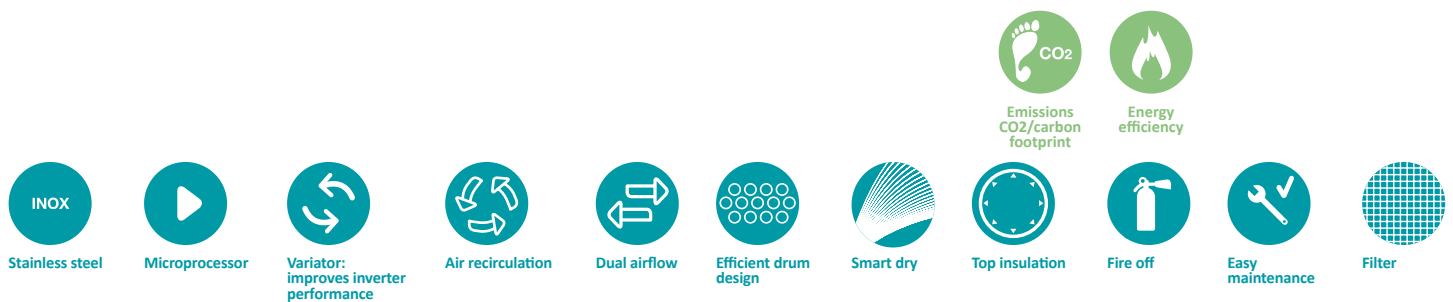 CO2
Emissions
CO2/carbon
footprint
Energy
efficiency
INOX
Stainless steel
Microprocessor
Variator:
improves inverter
performance
Air recirculation
Dual airflow
Efficient drum
design
Smart dry
Top insulation
Fire off
Easy
maintenance
Filter